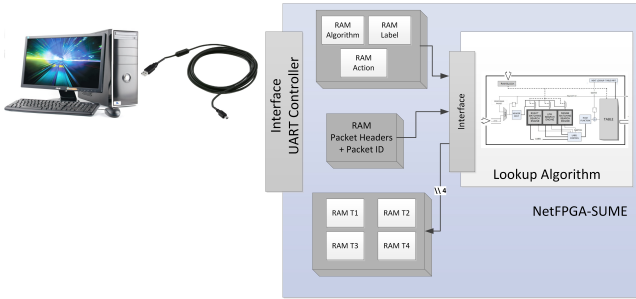 Interface
UART Controller
RAM
Algorithm
RAM
Label
RAM
Action
RAM
Packet Headers
+ Packet ID
Interface
\\ 4
RAM T1
RAM T2
RAM T3
RAM T4
TABLE
Lookup Algorithm
NetFPGA-SUME